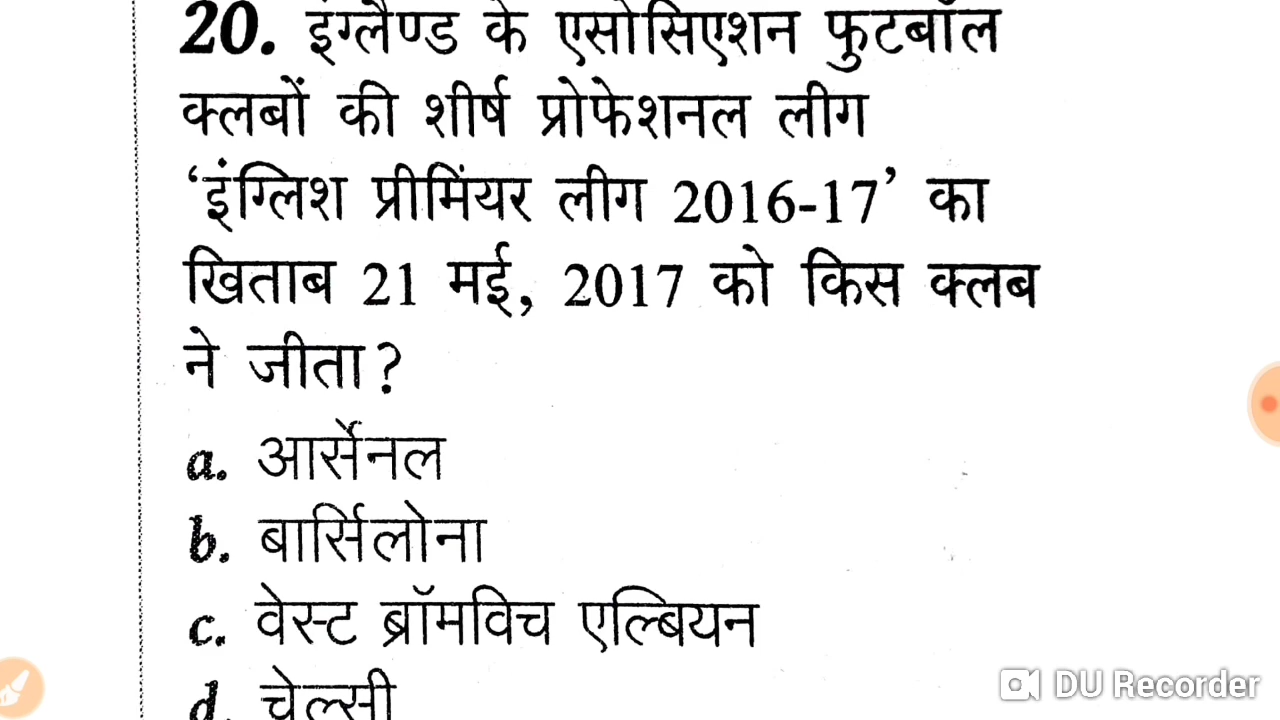 20. इंग्लैण्ड के एसोसिएशन फुटबॉल
क्लबों की शीर्ष प्रोफेशनल लीग
‘इंग्लिश प्रीमिंयर लीग 2016-17’ का
खिताब 21 मई, 2017 को किस क्लब
ने जीता?
a. आर्सेनल
b. बार्सिलोना
c. वेस्ट ब्रॉमविच एल्बियन
d. चेल्सी
DU Recorder